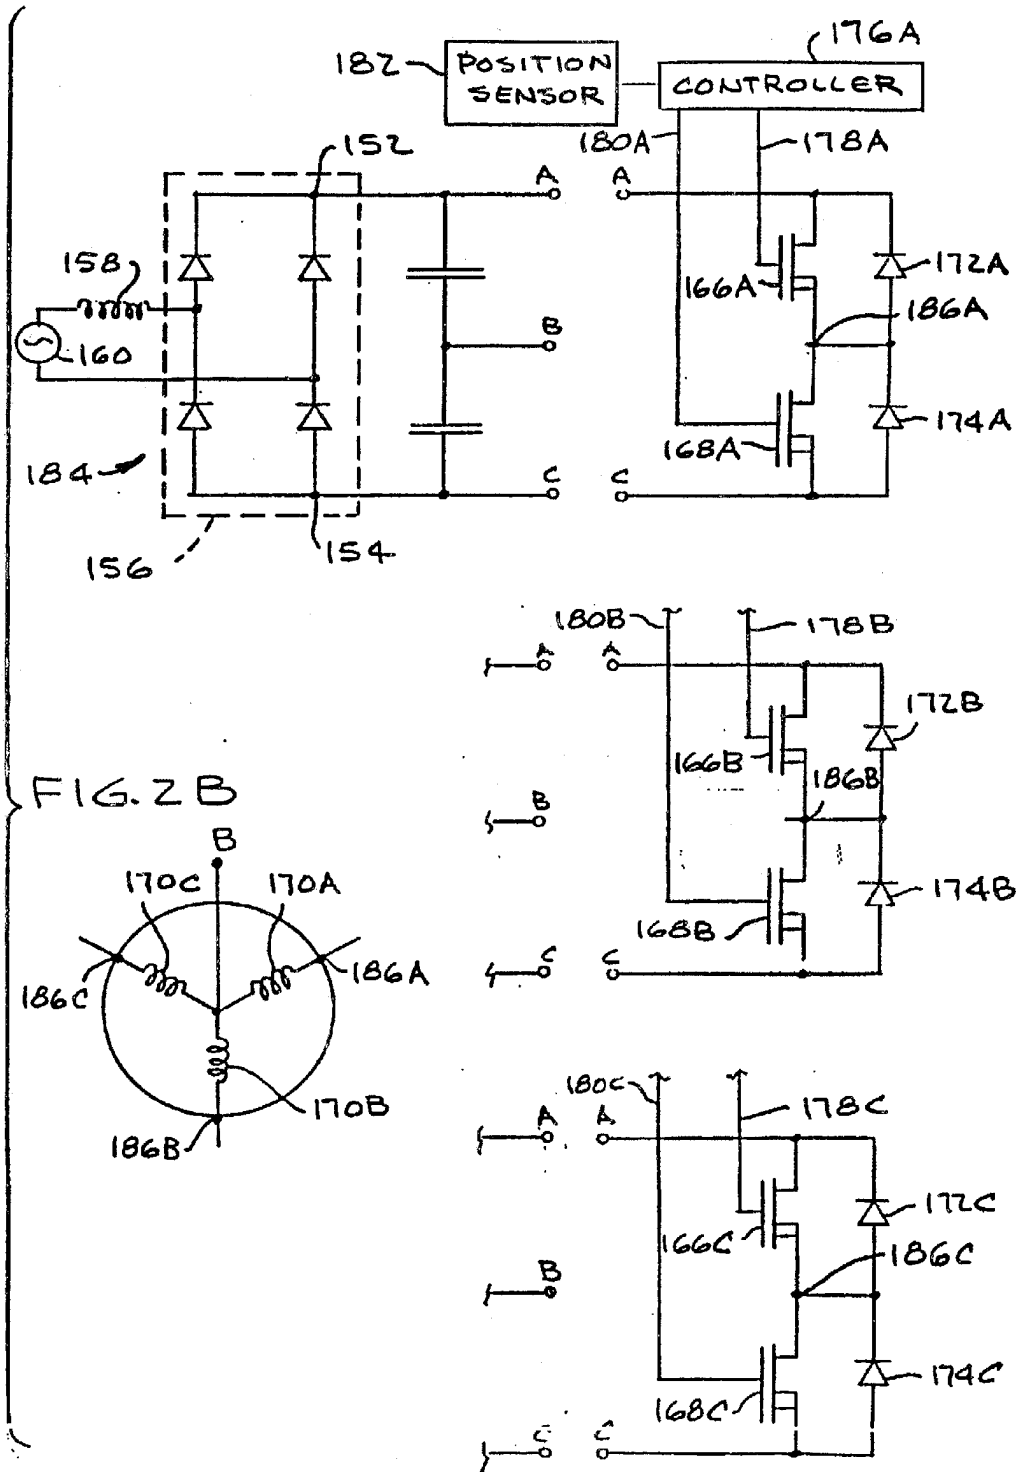 176A
182
POSITION
SENSOR
CONTROLLER
180A
178A
152
A
A
158
166A
172A
186A
160
B
168A
174A
184
C
C
154
156
180B
178B
A
A
172B
166B
186B
FIG. 2B
B
B
170C
170A
174B
168B
186C
186A
C
C
170B
186B
180C
178C
A
A
172C
166C
186C
B
174C
168C
C
C